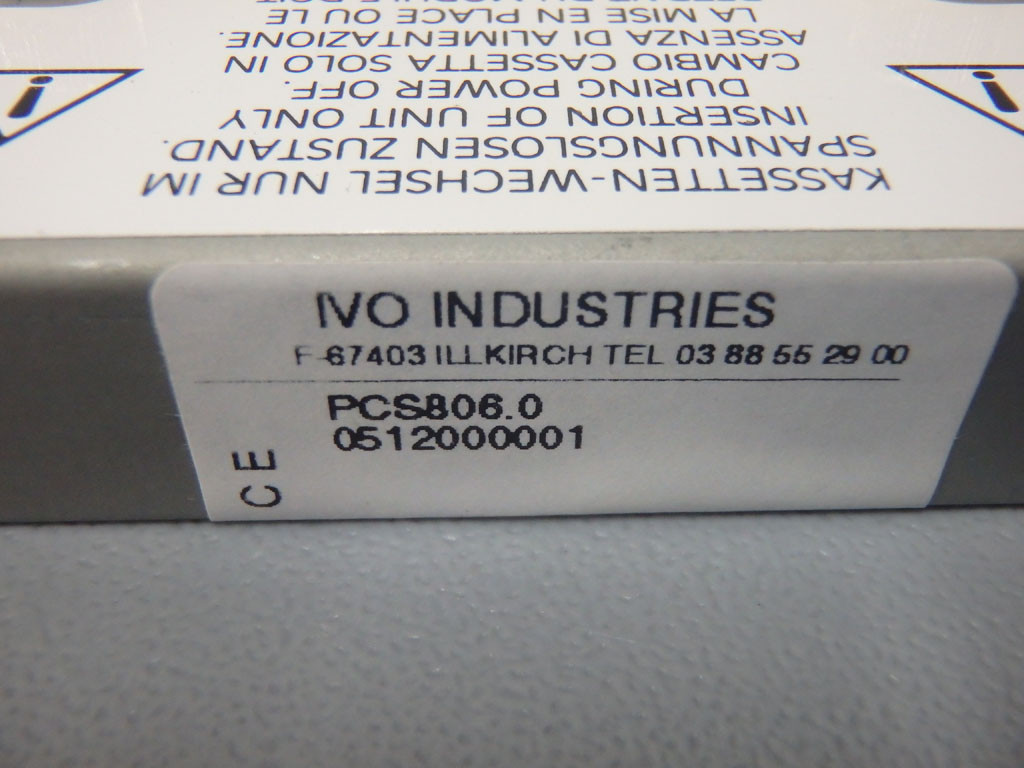 KASSETTEN-WECHSEL NUR IM
SPANNUNGSLOSEN ZUSTAND.
INSERTION OF UNIT ONLY
DURING POWER OFF.
CAMBIO CASSETTA SOLO IN
ASSENZA DI ALIMENTAZIONE.
LA MISE EN PLACE OU LE
IVO INDUSTRIES
F-67403 ILLKIRCH TEL 03 88 55 29 00
PCS806.0
0512000001
CE